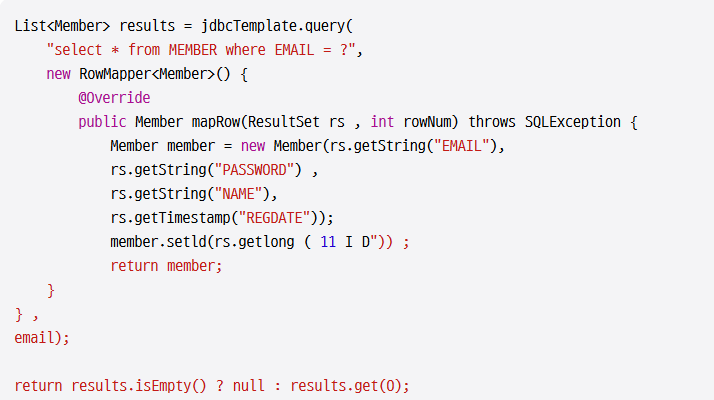 List<Member> results = jdbcTemplate.query(
    "select * from MEMBER where EMAIL = ?",
    new RowMapper<Member>() {
        @Override
        public Member mapRow(ResultSet rs , int rowNum) throws SQLException {
            Member member = new Member(rs.getString("EMAIL"),
            rs.getString("PASSWORD") ,
            rs.getString("NAME"),
            rs.getTimestamp("REGDATE"));
            member.setld(rs.getlong ( 11 I D")) ;
            return member;
    }
} ,
email);

return results.isEmpty() ? null : results.get(O);